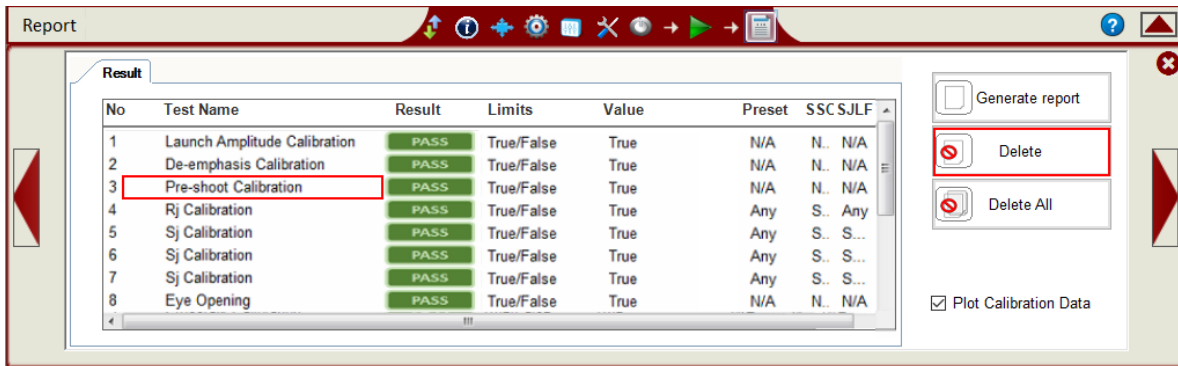 Report
Result
No Test Name Result Limits Value Preset SSC SJLF
1 Launch Amplitude Calibration PASS True/False True N/A N.. N/A
2 De-emphasis Calibration PASS True/False True N/A N.. N/A
3 Pre-shoot Calibration PASS True/False True N/A N.. N/A
4 Rj Calibration PASS True/False True Any S.. Any
5 Sj Calibration PASS True/False True Any S.. S...
6 Sj Calibration PASS True/False True Any S.. S...
7 Sj Calibration PASS True/False True Any S.. S...
8 Eye Opening PASS True/False True N/A N.. N/A
Generate report
Delete
Delete All
Plot Calibration Data